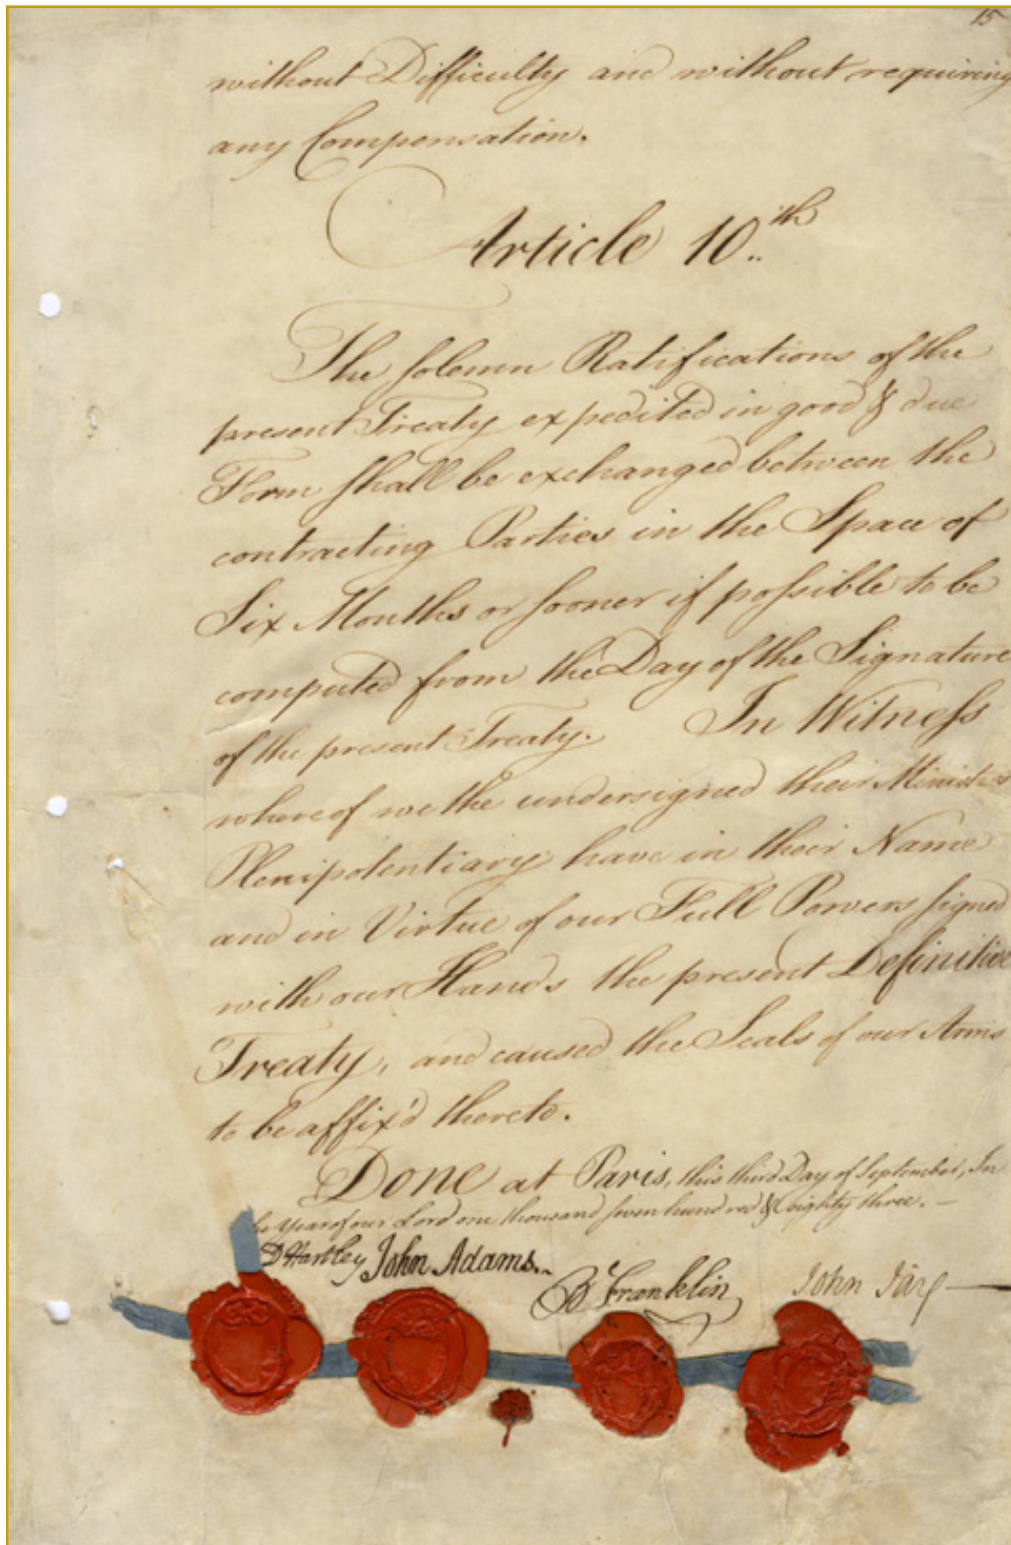 15
without Difficulty and without requiring
any Compensation.
Article 10.th
The solemn Ratifications of the
present Treaty expedited in good & due
Form shall be exchanged between the
contracting Parties in the Space of
Six Months or sooner if possible to be
computed from the Day of the Signature
of the present Treaty. In Witness
whereof we the undersigned their Ministers
Plenipotentiary have in their Name
and in Virtue of our Full Powers signed
with our Hands the present Definitive
Treaty, and caused the Seals of our Arms
to be affix'd thereto.
DONE at Paris, this third Day of September, In
he Year of our Lord one thousand seven hundred & eighty three.—
D Hartley John Adams. B Franklin John Jay